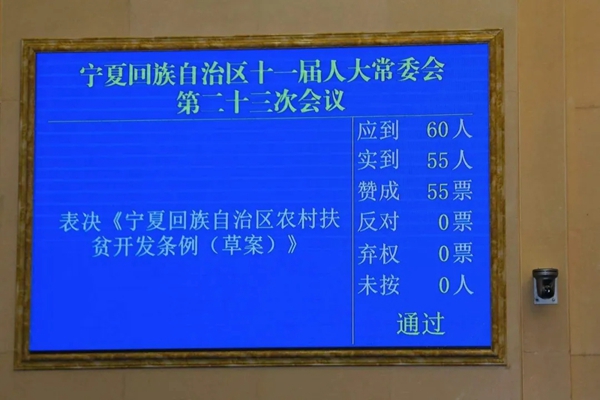 宁夏回族自治区十一届人大常委会
第二十三次会议
表决《宁夏回族自治区农村扶
贫开发条例（草案）》
应到 60人
实到 55人
赞成 55票
反对 0票
弃权 0票
未按 0人
通过